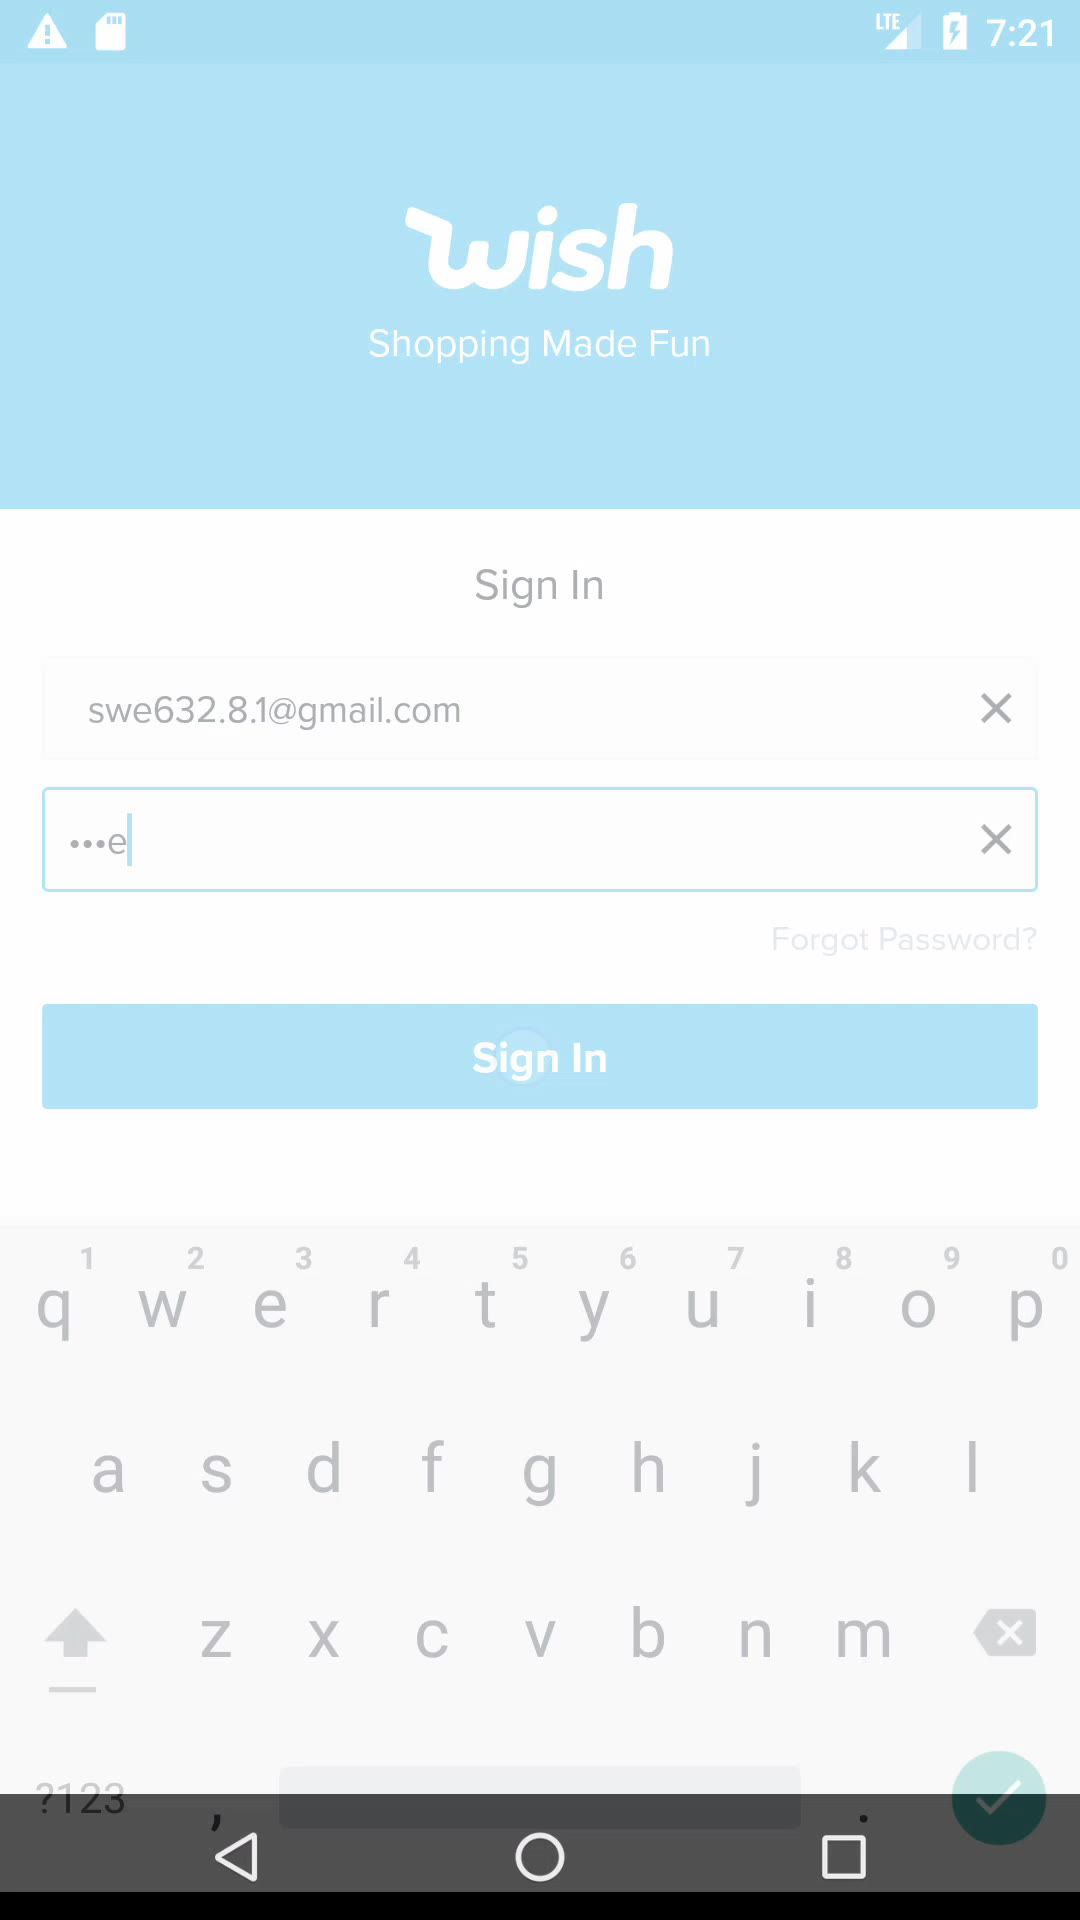 LTE 7:21
wish
Shopping Made Fun
Sign In
swe632.8.1@gmail.com
•••e
Forgot Password?
Sign In
1 2 3 4 5 6 7 8 9 0
q w e r t y u i o p
a s d f g h j k l
z x c v b n m
?123 , .